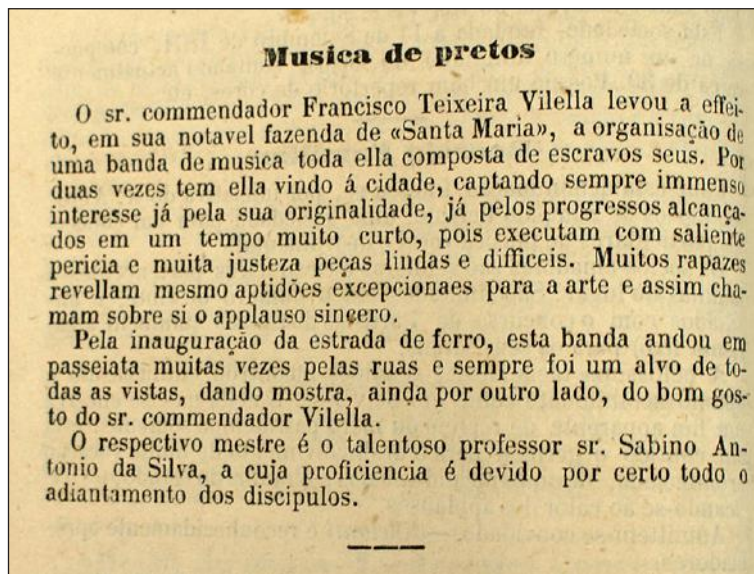 Musica de pretos
O sr. commendador Francisco Teixeira Vilella levou a effei-
to, em sua notavel fazenda de «Santa Maria», a organisação de
uma banda de musica toda ella composta de escravos seus. Por
duas vezes tem ella vindo á cidade, captando sempre immenso
interesse já pela sua originalidade, já pelos progressos alcança-
dos em um tempo muito curto, pois executam com saliente
pericia e muita justeza peças lindas e difficeis. Muitos rapazes
revellam mesmo aptidões excepcionaes para a arte e assim cha-
mam sobre si o applauso sincero.
Pela inauguração da estrada de ferro, esta banda andou em
passeiata muitas vezes pelas ruas e sempre foi um alvo de to-
das as vistas, dando mostra, ainda por outro lado, do bom gos-
to do sr. commendador Vilella.
O respectivo mestre é o talentoso professor sr. Sabino An-
tonio da Silva, a cuja proficiencia é devido por certo todo o
adiantamento dos discipulos.